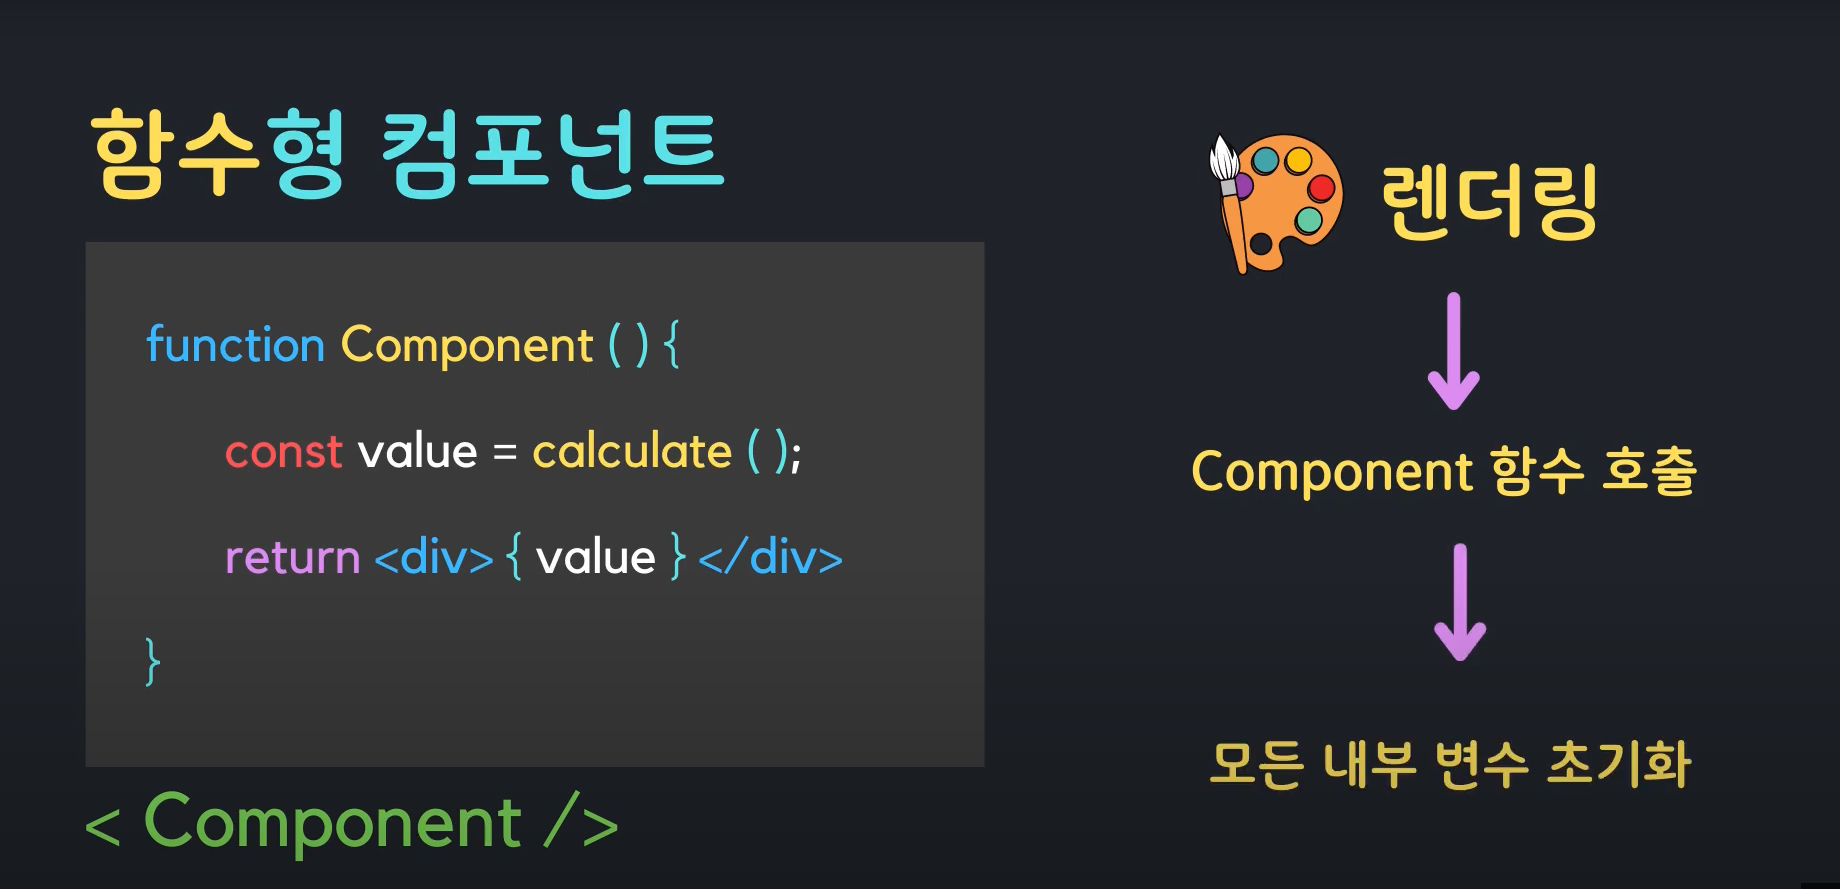 함수형 컴포넌트
function Component ( ) {
const value = calculate ( );
return <div> { value } </div>
}
< Component />
렌더링
Component 함수 호출
모든 내부 변수 초기화